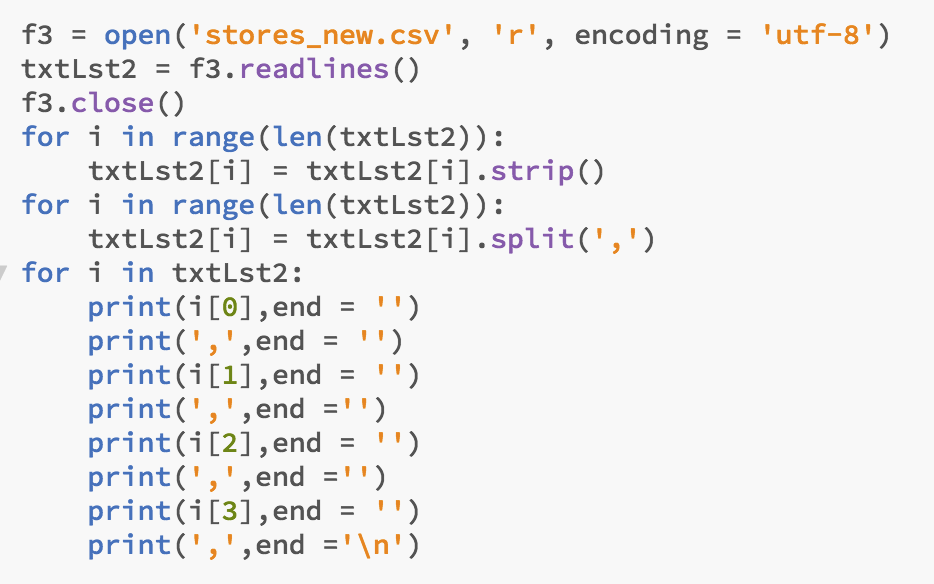 f3 = open('stores_new.csv', 'r', encoding = 'utf-8')
txtLst2 = f3.readlines()
f3.close()
for i in range(len(txtLst2)):
    txtLst2[i] = txtLst2[i].strip()
for i in range(len(txtLst2)):
    txtLst2[i] = txtLst2[i].split(',')
for i in txtLst2:
    print(i[0],end = '')
    print(',',end = '')
    print(i[1],end = '')
    print(',',end ='')
    print(i[2],end = '')
    print(',',end ='')
    print(i[3],end = '')
    print(',',end ='\n')